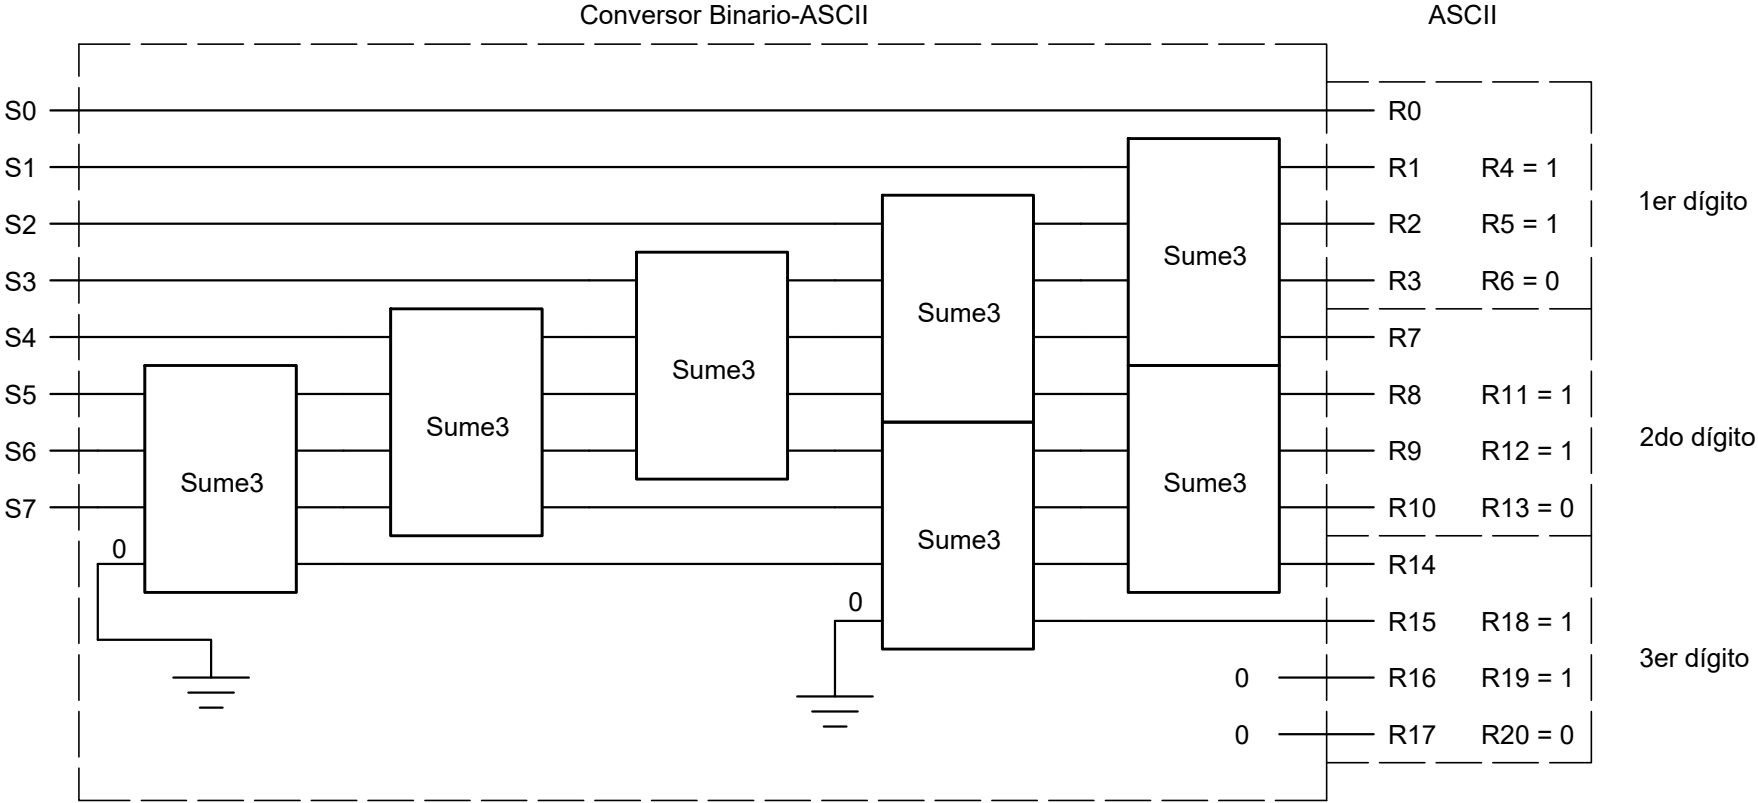 Conversor Binario-ASCII ASCII
S0 R0
S1 R1 R4 = 1
1er dígito
S2 R2 R5 = 1
Sume3
S3 R3 R6 = 0
Sume3
S4 R7
Sume3
S5 R8 R11 = 1
Sume3
2do dígito
S6 R9 R12 = 1
Sume3 Sume3
S7 R10 R13 = 0
Sume3
0
R14
0
R15 R18 = 1
3er dígito
0 R16 R19 = 1
0 R17 R20 = 0